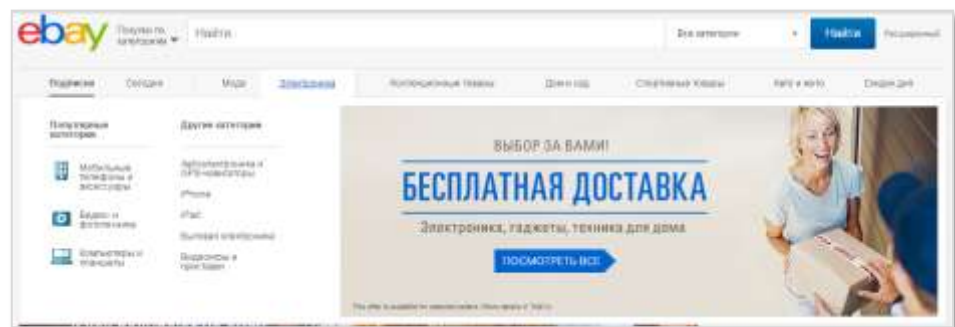 ebay
Покупки по
категориям
Найти
Все категории
Найти
Расширенный
Подписки Сегодня Мода Электроника Коллекционные товары Дом и сад Спортивные товары Авто и мото Скидки дня
Популярные
категории
Мобильные
телефоны и
аксессуары
Видео- и
фототехника
Компьютеры и
планшеты
Другие категории
Автоэлектроника и
GPS-навигаторы
iPhone
iPad
Бытовая электроника
Видеоигры и
приставки
ВЫБОР ЗА ВАМИ!
БЕСПЛАТНАЯ ДОСТАВКА
Электроника, гаджеты, техника для дома
ПОСМОТРЕТЬ ВСЕ